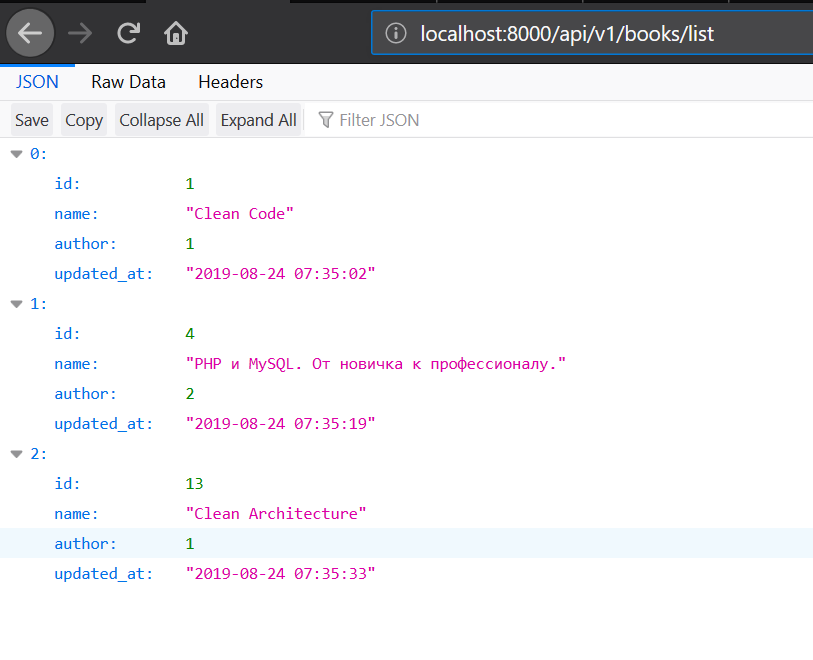 localhost:8000/api/v1/books/list
JSON Raw Data Headers
Save Copy Collapse All Expand All Filter JSON
0:
id: 1
name: "Clean Code"
author: 1
updated_at: "2019-08-24 07:35:02"
1:
id: 4
name: "PHP и MySQL. От новичка к профессионалу."
author: 2
updated_at: "2019-08-24 07:35:19"
2:
id: 13
name: "Clean Architecture"
author: 1
updated_at: "2019-08-24 07:35:33"